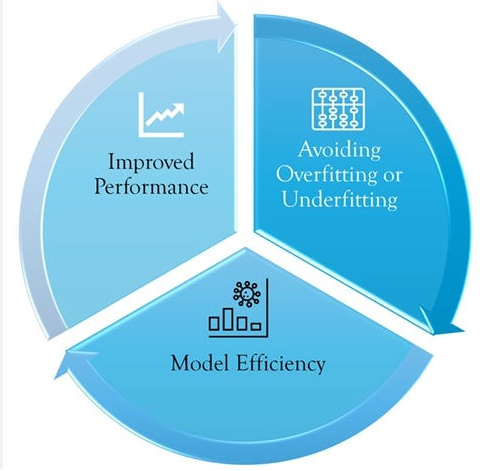 Improved
Performance
Avoiding
Overfitting or
Underfitting
Model Efficiency